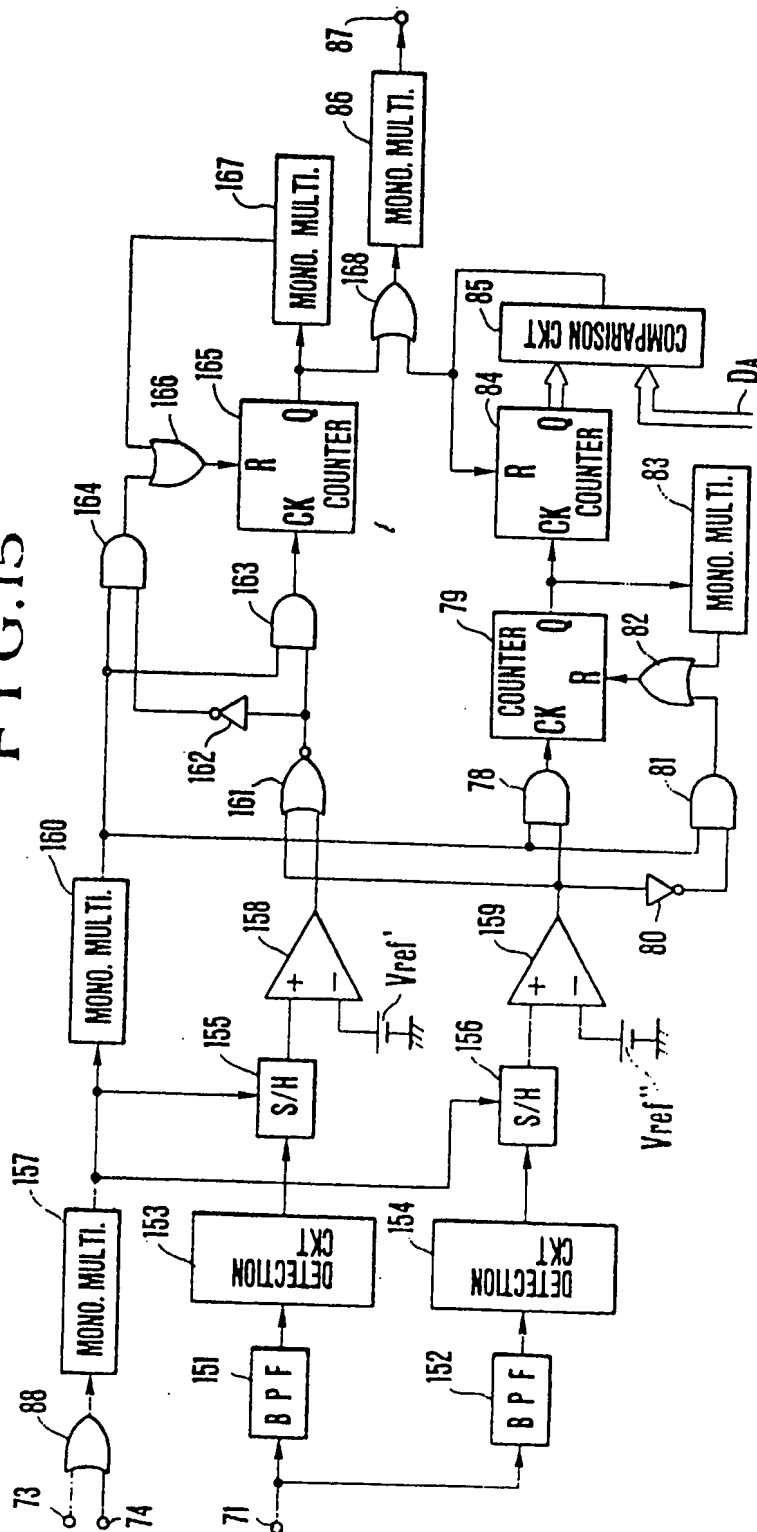 FIG.15
73
74
88
157
MONO. MULTI.
160
MONO. MULTI.
164
166
167
MONO. MULTI.
86
MONO. MULTI.
87
71
151
BPF
153
DETECTION
CKT
155
S/H
158
+
−
Vref'
161
162
163
165
R
CK
Q
COUNTER
168
152
BPF
154
DETECTION
CKT
156
S/H
159
+
−
Vref''
80
78
81
79
COUNTER
CK
Q
R
82
83
MONO. MULTI.
84
R
CK
Q
COUNTER
85
COMPARISON CKT
DA